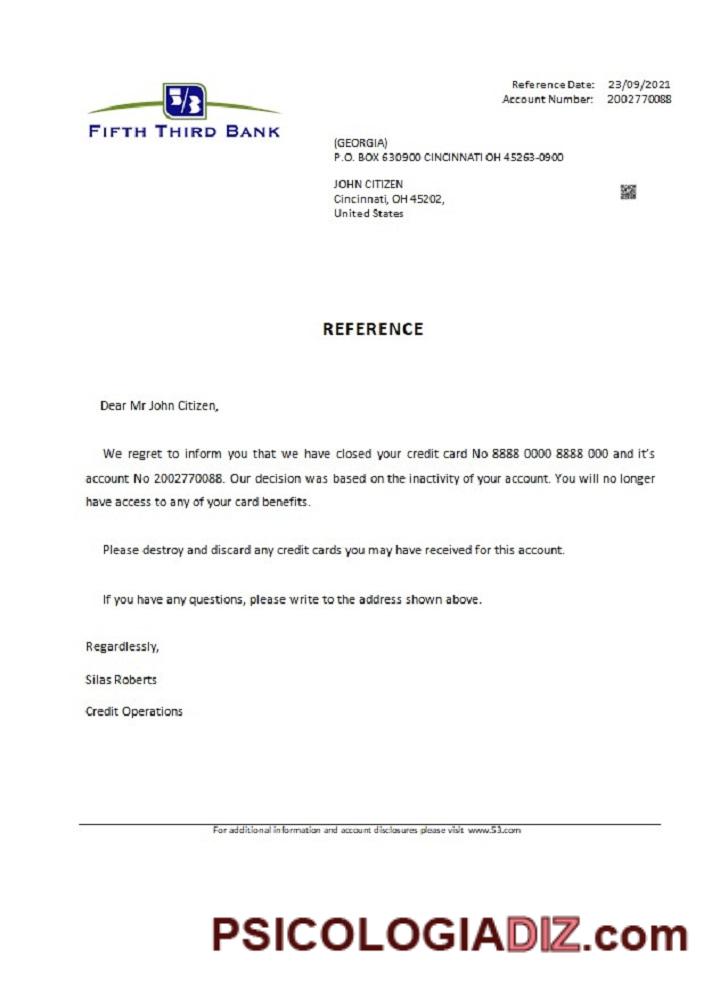 5/3
FIFTH THIRD BANK
Reference Date: 23/09/2021
Account Number: 2002770088
(GEORGIA)
P.O. BOX 630900 CINCINNATI OH 45263-0900
JOHN CITIZEN
Cincinnati, OH 45202,
United States
REFERENCE
Dear Mr John Citizen,
We regret to inform you that we have closed your credit card No 8888 0000 8888 000 and it's
account No 2002770088. Our decision was based on the inactivity of your account. You will no longer
have access to any of your card benefits.
Please destroy and discard any credit cards you may have received for this account.
If you have any questions, please write to the address shown above.
Regardlessly,
Silas Roberts
Credit Operations
For additional information and account disclosures please visit www.53.com
PSICOLOGIADIZ.com